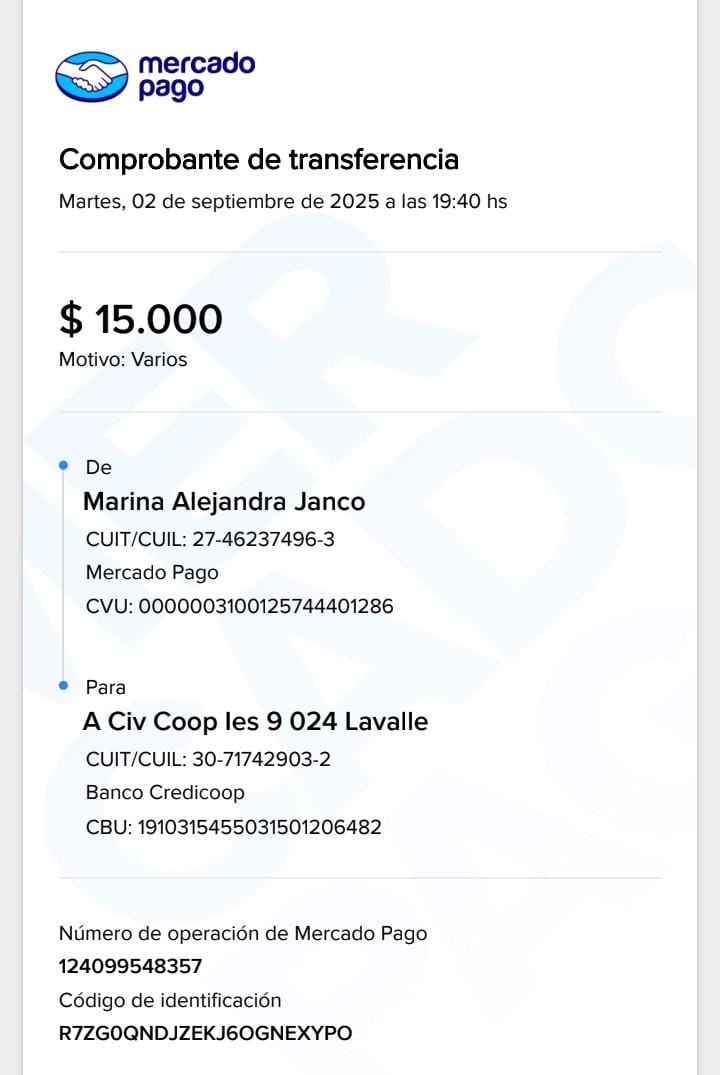 mercado
pago
Comprobante de transferencia
Martes, 02 de septiembre de 2025 a las 19:40 hs
$ 15.000
Motivo: Varios
De
Marina Alejandra Janco
CUIT/CUIL: 27-46237496-3
Mercado Pago
CVU: 0000003100125744401286
Para
A Civ Coop Ies 9 024 Lavalle
CUIT/CUIL: 30-71742903-2
Banco Credicoop
CBU: 1910315455031501206482
Número de operación de Mercado Pago
124099548357
Código de identificación
R7ZG0QNDJZEKJ6OGNEXYPO